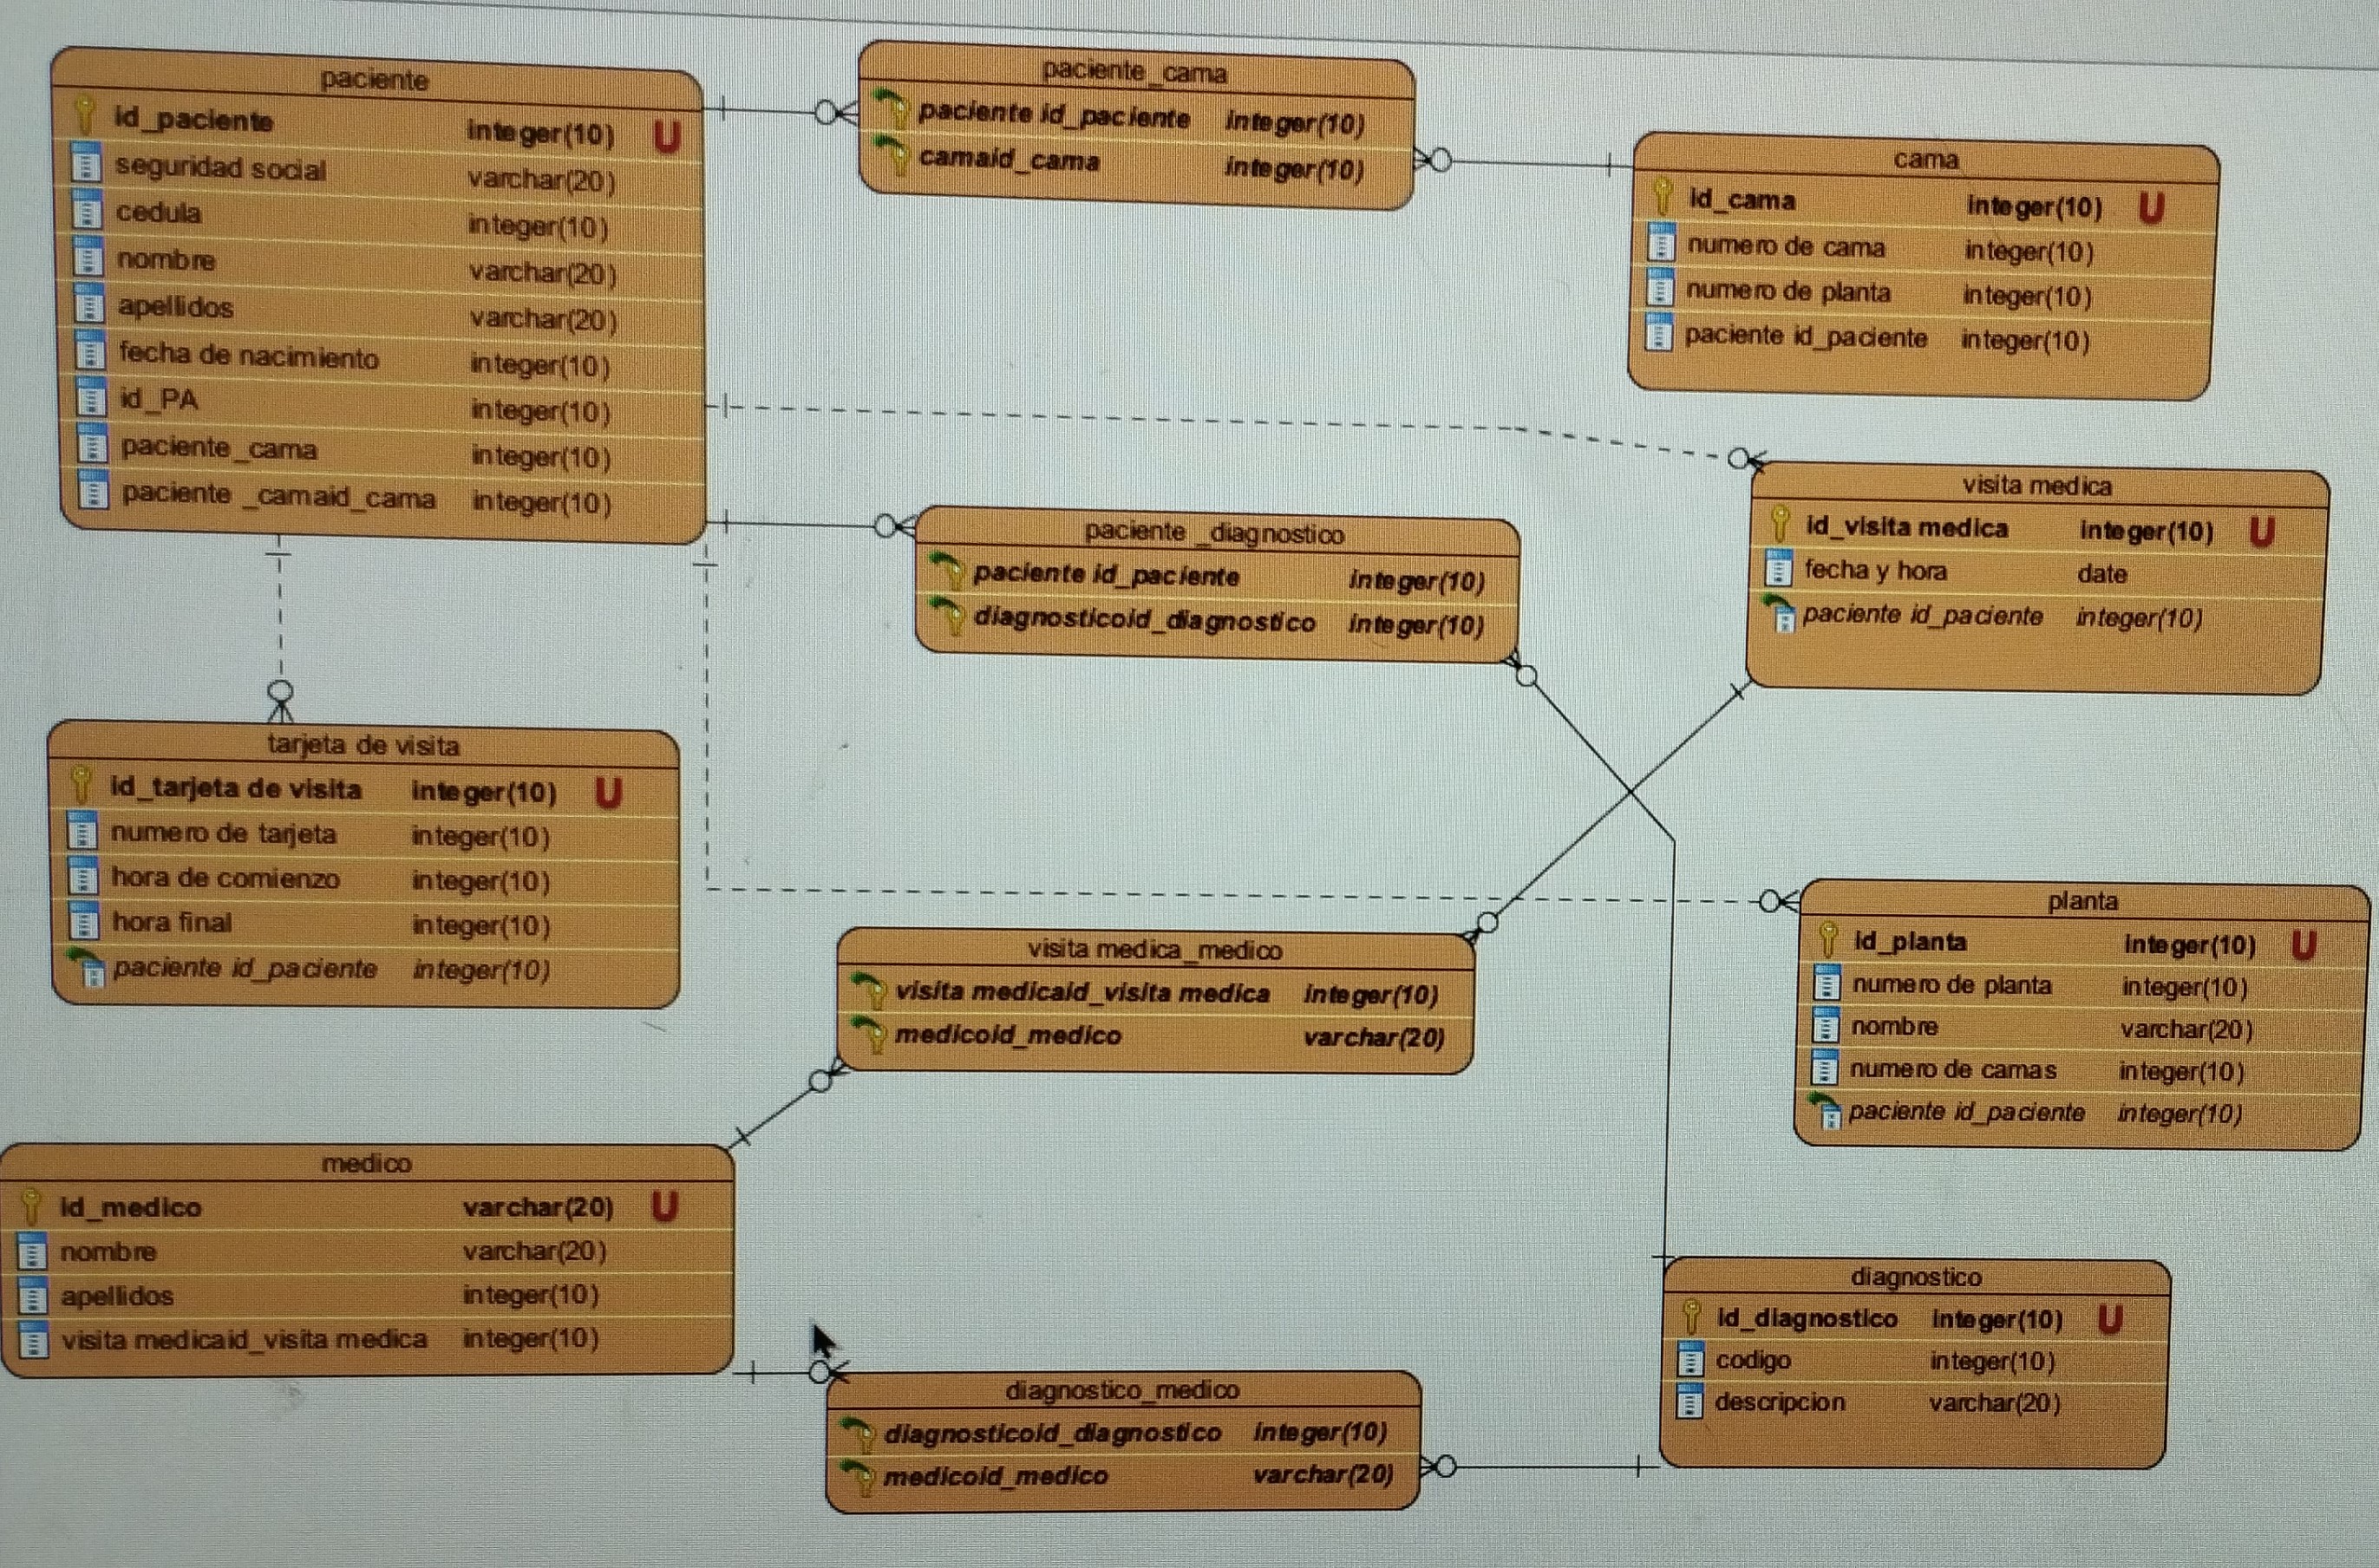 paciente
id_paciente integer(10) U
seguridad social varchar(20)
cedula integer(10)
nombre varchar(20)
apellidos varchar(20)
fecha de nacimiento integer(10)
id_PA integer(10)
paciente_cama integer(10)
paciente _camaid_cama integer(10)
paciente_cama
paciente id_paciente integer(10)
camaid_cama integer(10)
cama
id_cama integer(10) U
numero de cama integer(10)
numero de planta integer(10)
paciente id_paciente integer(10)
visita medica
id_visita medica integer(10) U
fecha y hora date
paciente id_paciente integer(10)
paciente _diagnostico
paciente id_paciente integer(10)
diagnosticoid_diagnostico integer(10)
tarjeta de visita
id_tarjeta de visita integer(10) U
numero de tarjeta integer(10)
hora de comienzo integer(10)
hora final integer(10)
paciente id_paciente integer(10)
visita medica_medico
visita medicaid_visita medica integer(10)
medicoid_medico varchar(20)
planta
id_planta integer(10) U
numero de planta integer(10)
nombre varchar(20)
numero de camas integer(10)
paciente id_paciente integer(10)
medico
id_medico varchar(20) U
nombre varchar(20)
apellidos integer(10)
visita medicaid_visita medica integer(10)
diagnostico
id_diagnostico integer(10) U
codigo integer(10)
descripcion varchar(20)
diagnostico_medico
diagnosticoid_diagnostico integer(10)
medicoid_medico varchar(20)